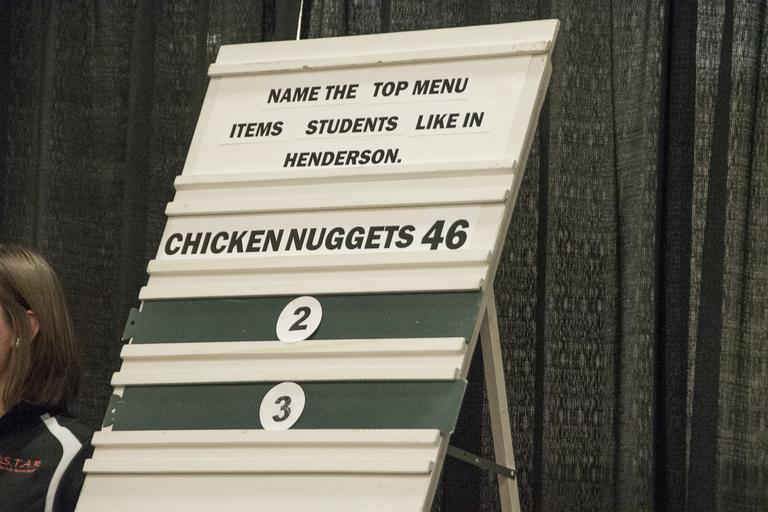 NAME THE TOP MENU
ITEMS STUDENTS LIKE IN
HENDERSON.
CHICKEN NUGGETS 46
2
3
S.T.A.R